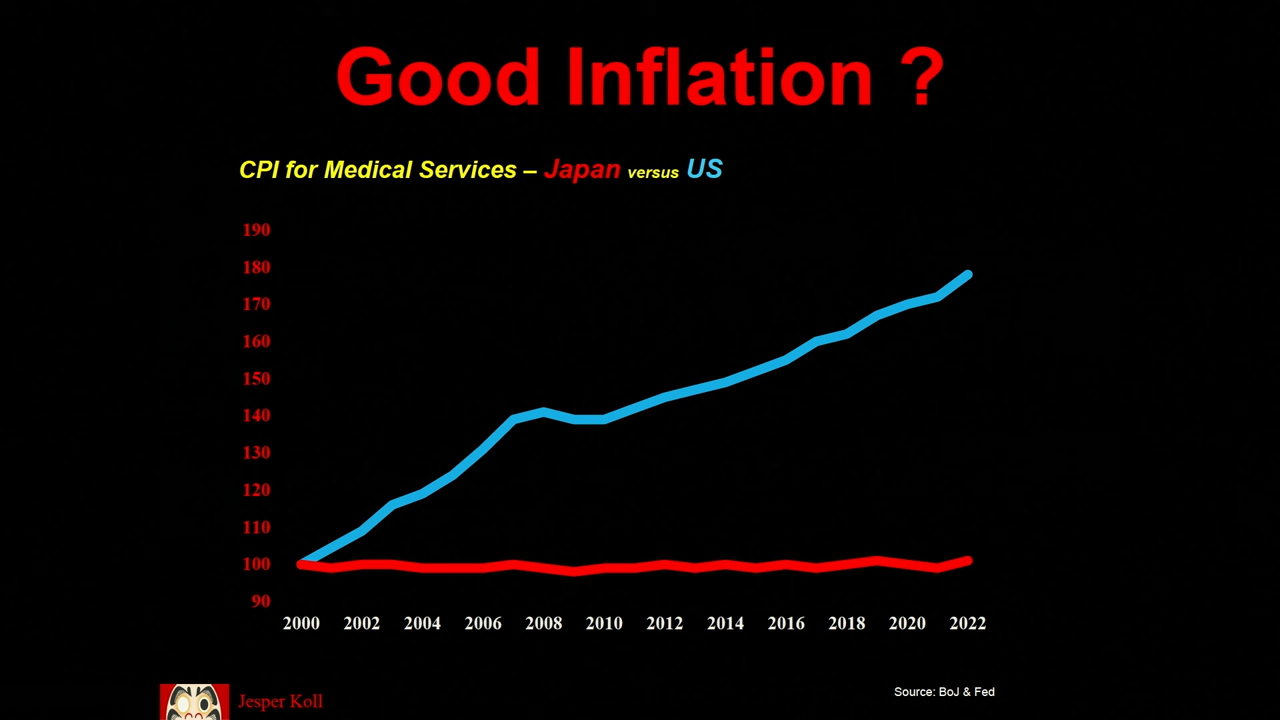 Good Inflation ?
CPI for Medical Services – Japan versus US
190
180
170
160
150
140
130
120
110
100
90
2000 2002 2004 2006 2008 2010 2012 2014 2016 2018 2020 2022
Jesper Koll
Source: BoJ & Fed